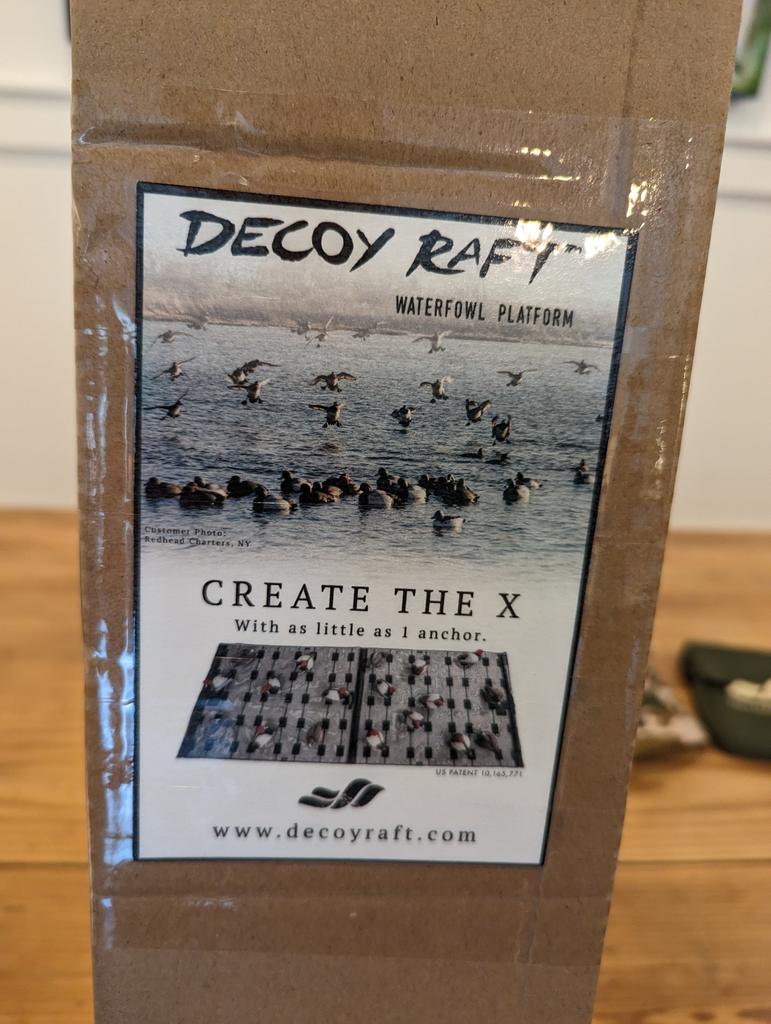 DECOY RAFT
WATERFOWL PLATFORM
Customer Photo:
Redhead Charters, NY
CREATE THE X
With as little as 1 anchor.
US PATENT 10,165,771
www.decoyraft.com